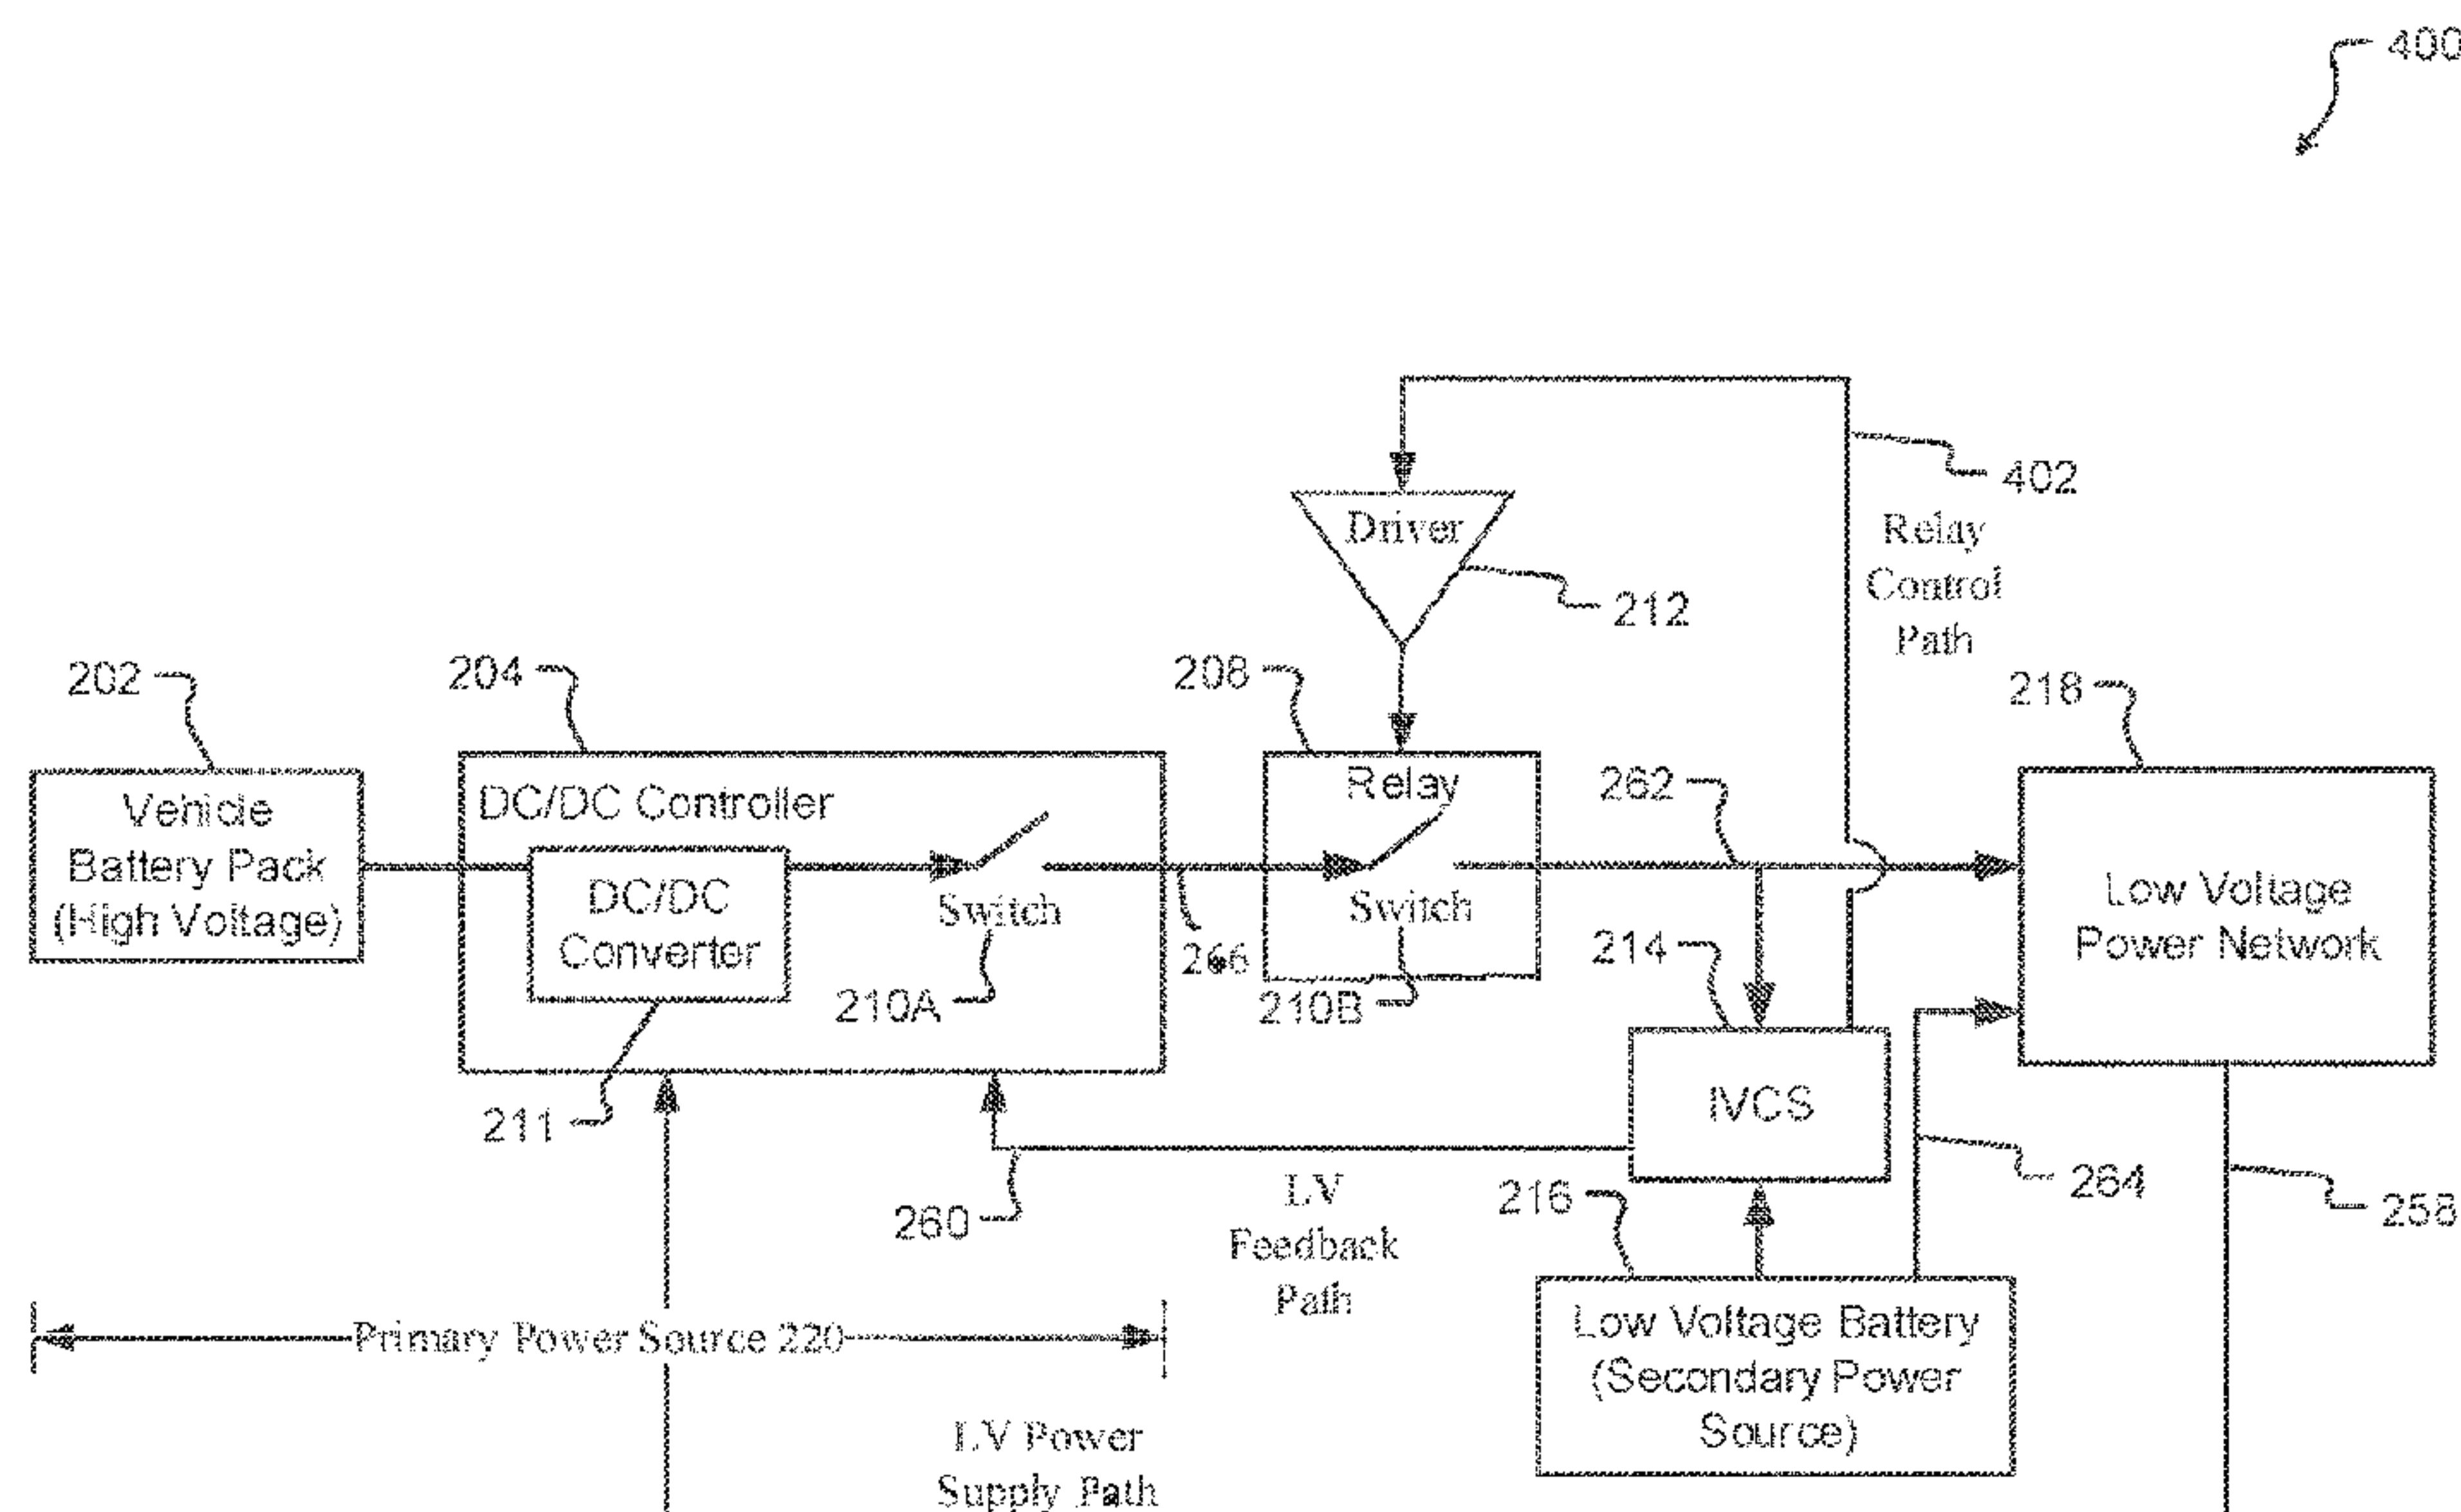 400
402
Driver
Relay
Control
Path
212
202
204
208
218
Vehicle
Battery Pack
(High Voltage)
DC/DC Controller
Relay
262
DC/DC
Converter
Switch
Switch
Low Voltage
Power Network
266
214
210A
210B
211
IVCS
260
LV
Feedback
Path
216
264
258
Primary Power Source 220
Low Voltage Battery
(Secondary Power
Source)
LV Power
Supply Path